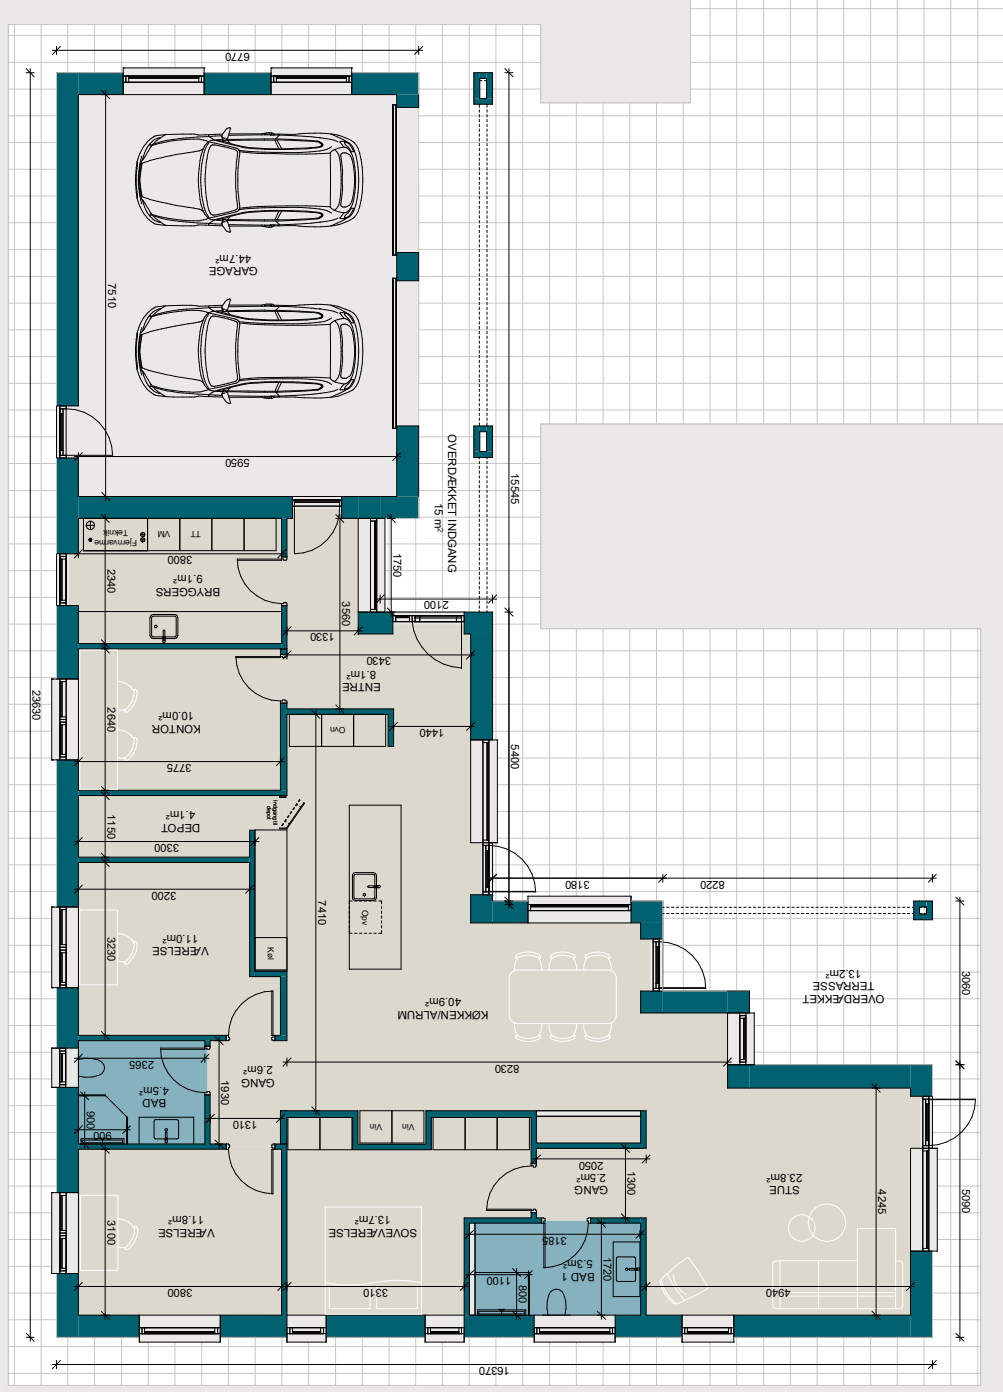 6770
GARAGE
44.7m²
7510
5950
OVERDÆKKET INDGANG
15 m²
15545
Fjernvarme
Teknik
VM
TT
3800
BRYGGERS
9.1m²
2340
1750
2100
3560
1330
3430
ENTRE
8.1m²
23630
KONTOR
10.0m²
2640
3775
Ovn
1440
5400
DEPOT
4.1m²
1150
3300
Indgang til
depot
3200
VÆRELSE
11.0m²
3230
7410
Opv
Køl
3180
8220
KØKKEN/ALRUM
40.9m²
OVERDÆKKET
TERRASSE
13.2m²
3060
8230
2365
BAD
4.5m²
900
900
GANG
2.6m²
1930
1310
Vin
Vin
VÆRELSE
11.8m²
3100
3800
SOVEVÆRELSE
13.7m²
3310
2050
GANG
2.5m²
1300
3185
BAD 1
5.3m²
1720
1100
800
STUE
23.8m²
4245
5090
4940
16370